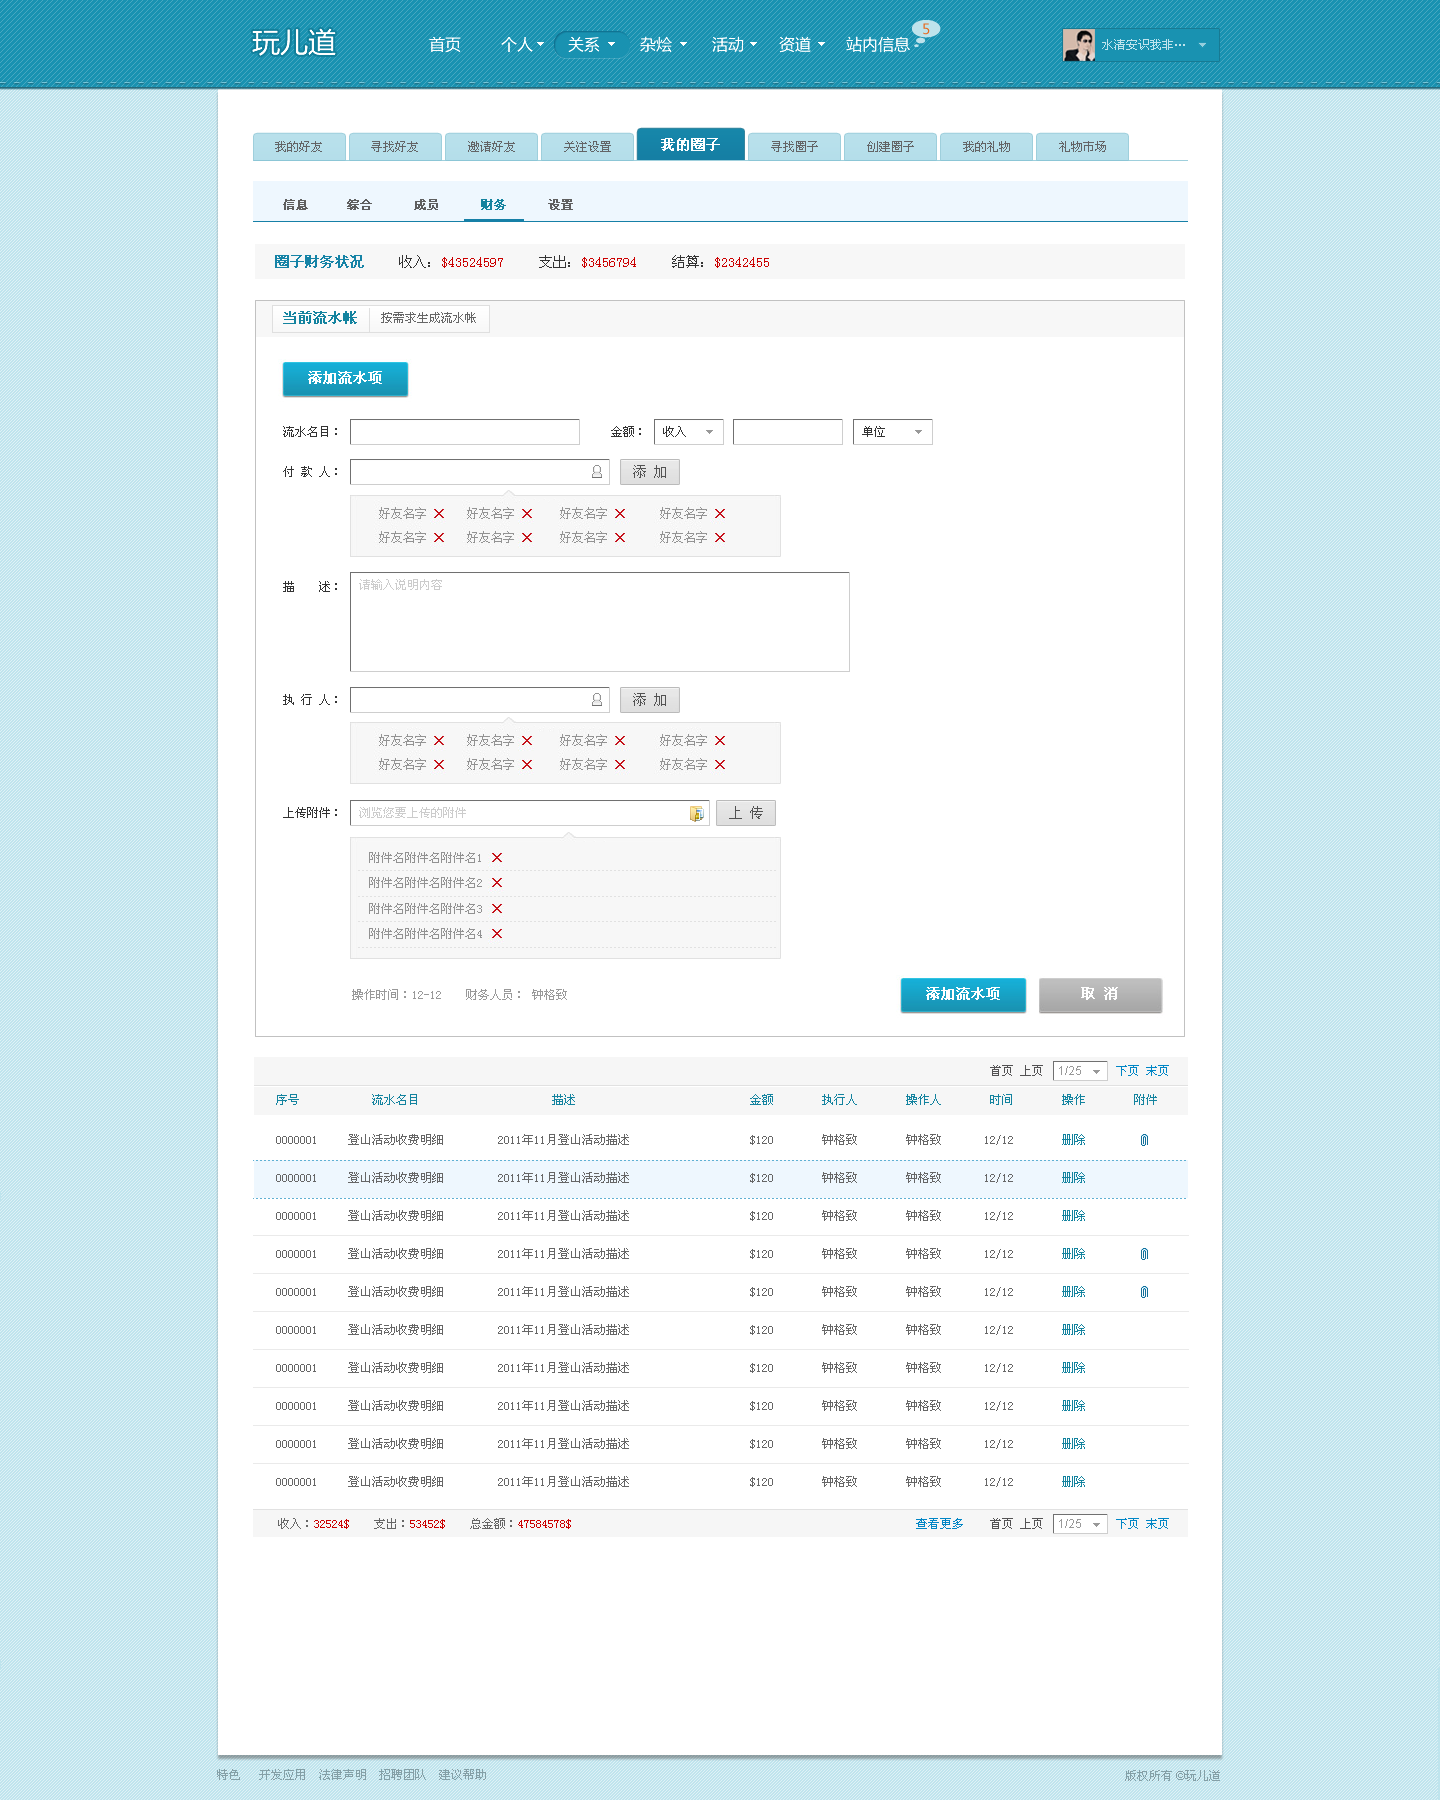 玩儿道 首页 个人 关系 杂烩 活动 资道 站内信息 5 水清安识我非…
我的好友 寻找好友 邀请好友 关注设置 我的圈子 寻找圈子 创建圈子 我的礼物 礼物市场
信息 综合 成员 财务 设置
圈子财务状况 收入：$43524597 支出：$3456794 结算：$2342455
当前流水帐 按需求生成流水帐
添加流水项
流水名目： 金额： 收入 单位
付 款 人： 添 加
好友名字 好友名字 好友名字 好友名字
好友名字 好友名字 好友名字 好友名字
描 述： 请输入说明内容
执 行 人： 添 加
好友名字 好友名字 好友名字 好友名字
好友名字 好友名字 好友名字 好友名字
上传附件： 浏览您要上传的附件 上 传
附件名附件名附件名1
附件名附件名附件名2
附件名附件名附件名3
附件名附件名附件名4
操作时间：12-12 财务人员： 钟格致 添加流水项 取 消
首页 上页 1/25 下页 末页
序号 流水名目 描述 金额 执行人 操作人 时间 操作 附件
0000001 登山活动收费明细 2011年11月登山活动描述 $120 钟格致 钟格致 12/12 删除
0000001 登山活动收费明细 2011年11月登山活动描述 $120 钟格致 钟格致 12/12 删除
0000001 登山活动收费明细 2011年11月登山活动描述 $120 钟格致 钟格致 12/12 删除
0000001 登山活动收费明细 2011年11月登山活动描述 $120 钟格致 钟格致 12/12 删除
0000001 登山活动收费明细 2011年11月登山活动描述 $120 钟格致 钟格致 12/12 删除
0000001 登山活动收费明细 2011年11月登山活动描述 $120 钟格致 钟格致 12/12 删除
0000001 登山活动收费明细 2011年11月登山活动描述 $120 钟格致 钟格致 12/12 删除
0000001 登山活动收费明细 2011年11月登山活动描述 $120 钟格致 钟格致 12/12 删除
0000001 登山活动收费明细 2011年11月登山活动描述 $120 钟格致 钟格致 12/12 删除
0000001 登山活动收费明细 2011年11月登山活动描述 $120 钟格致 钟格致 12/12 删除
收入：32524$ 支出：53452$ 总金额：47584578$ 查看更多 首页 上页 1/25 下页 末页
特色 开发应用 法律声明 招聘团队 建议帮助 版权所有 ©玩儿道